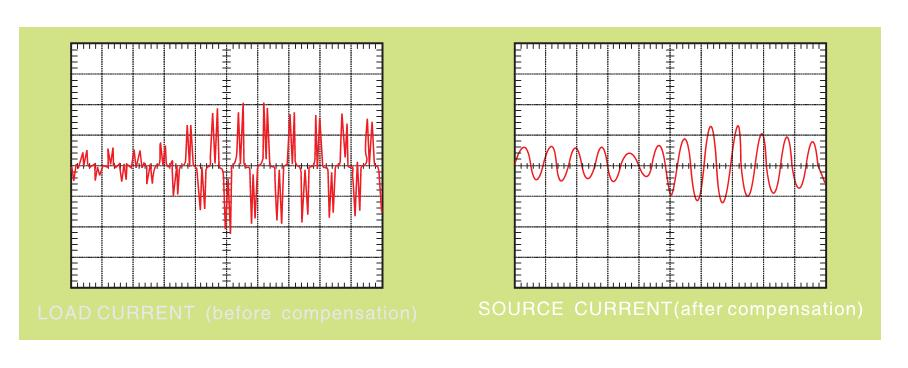 LOAD CURRENT (before compensation)
SOURCE CURRENT(after compensation)